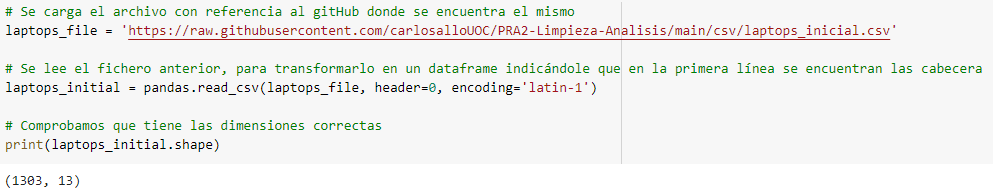 # Se carga el archivo con referencia al gitHub donde se encuentra el mismo
laptops_file = 'https://raw.githubusercontent.com/carlosalloUOC/PRA2-Limpieza-Analisis/main/csv/laptops_inicial.csv'
# Se lee el fichero anterior, para transformarlo en un dataframe indicándole que en la primera línea se encuentran las cabecera
laptops_initial = pandas.read_csv(laptops_file, header=0, encoding='latin-1')
# Comprobamos que tiene las dimensiones correctas
print(laptops_initial.shape)
(1303, 13)